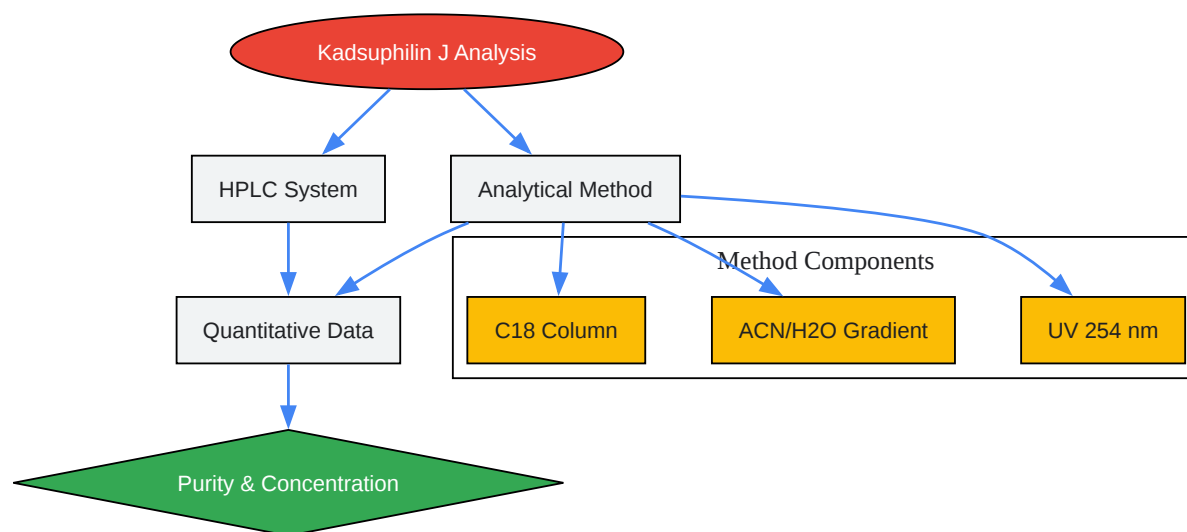 Kadsuphilin J Analysis
HPLC System
Analytical Method
Method Components
Quantitative Data
C18 Column
ACN/H2O Gradient
UV 254 nm
Purity & Concentration